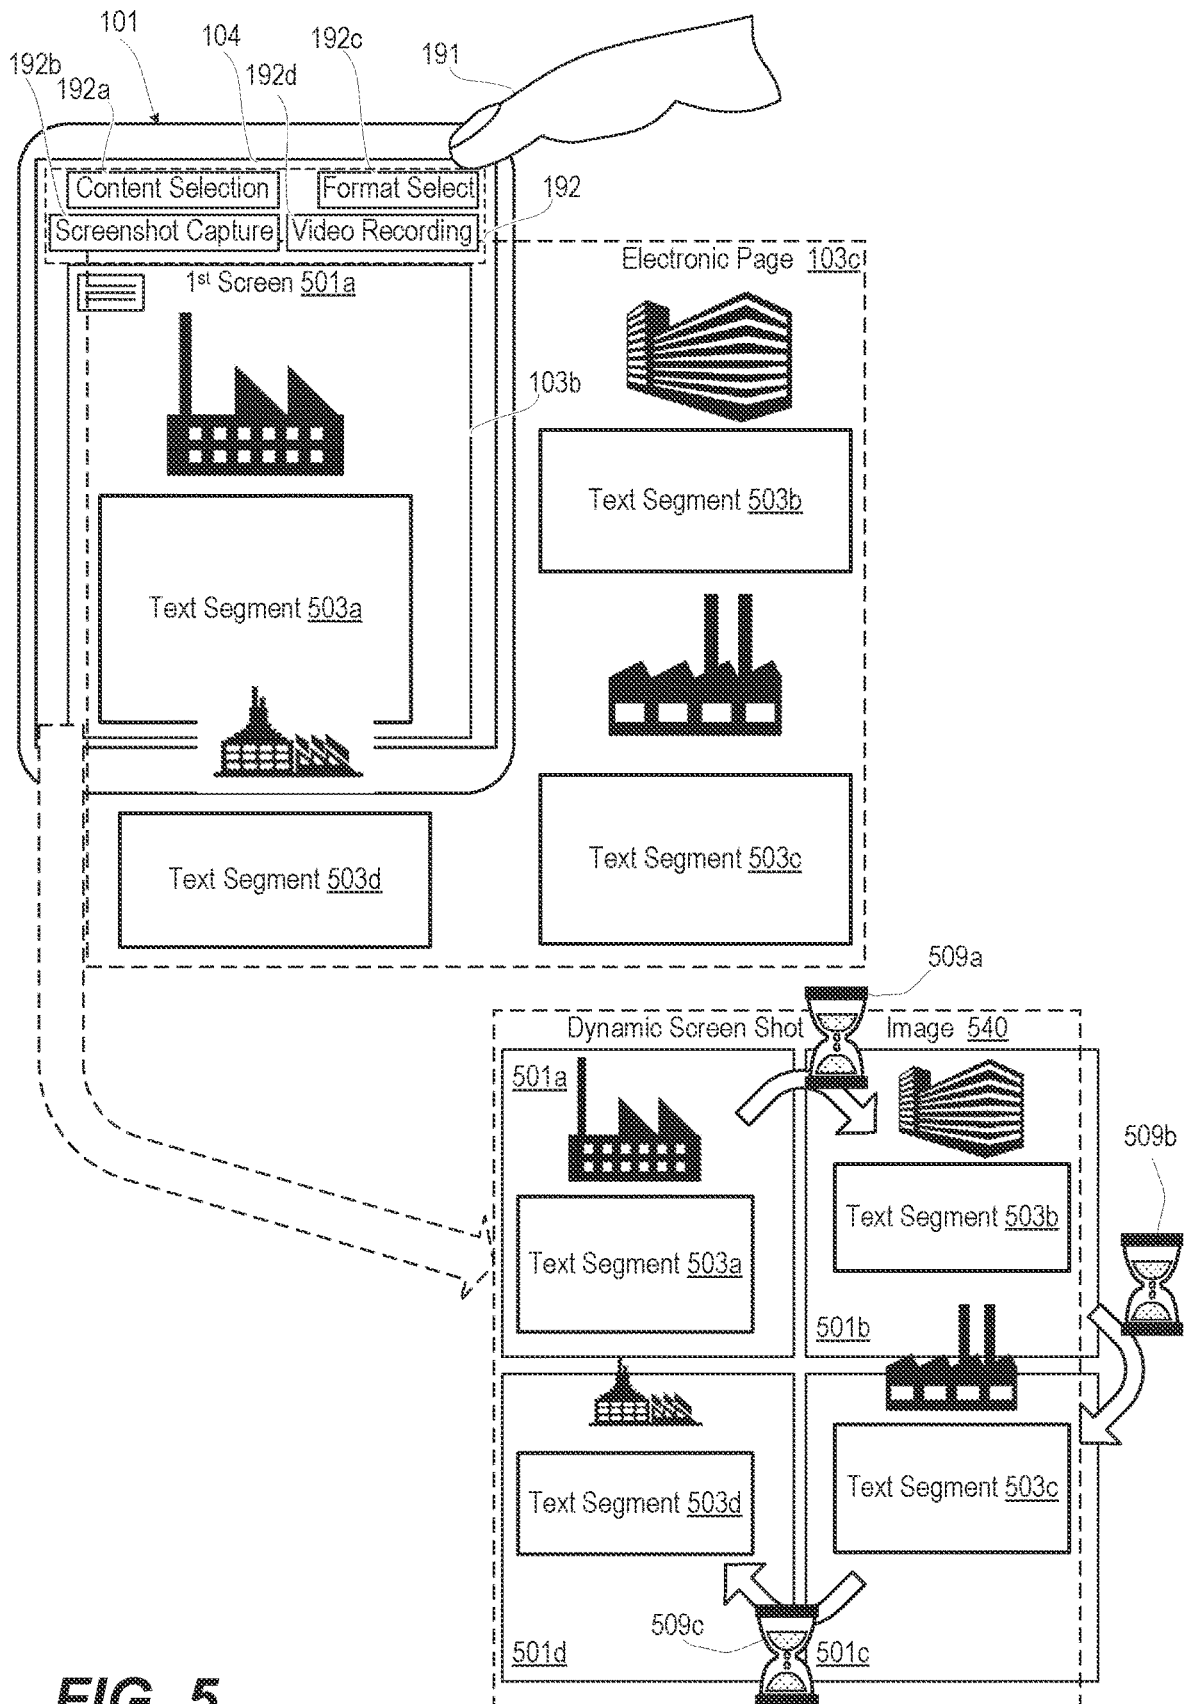 101
104
192c
191
192b
192a
192d
Content Selection
Format Select
192
Screenshot Capture
Video Recording
Electronic Page 103c
1st Screen 501a
103b
Text Segment 503b
Text Segment 503a
Text Segment 503c
Text Segment 503d
509a
Dynamic Screen Shot Image 540
501a
509b
Text Segment 503b
Text Segment 503a
501b
Text Segment 503c
Text Segment 503d
509c
501d
501c
FIG. 5